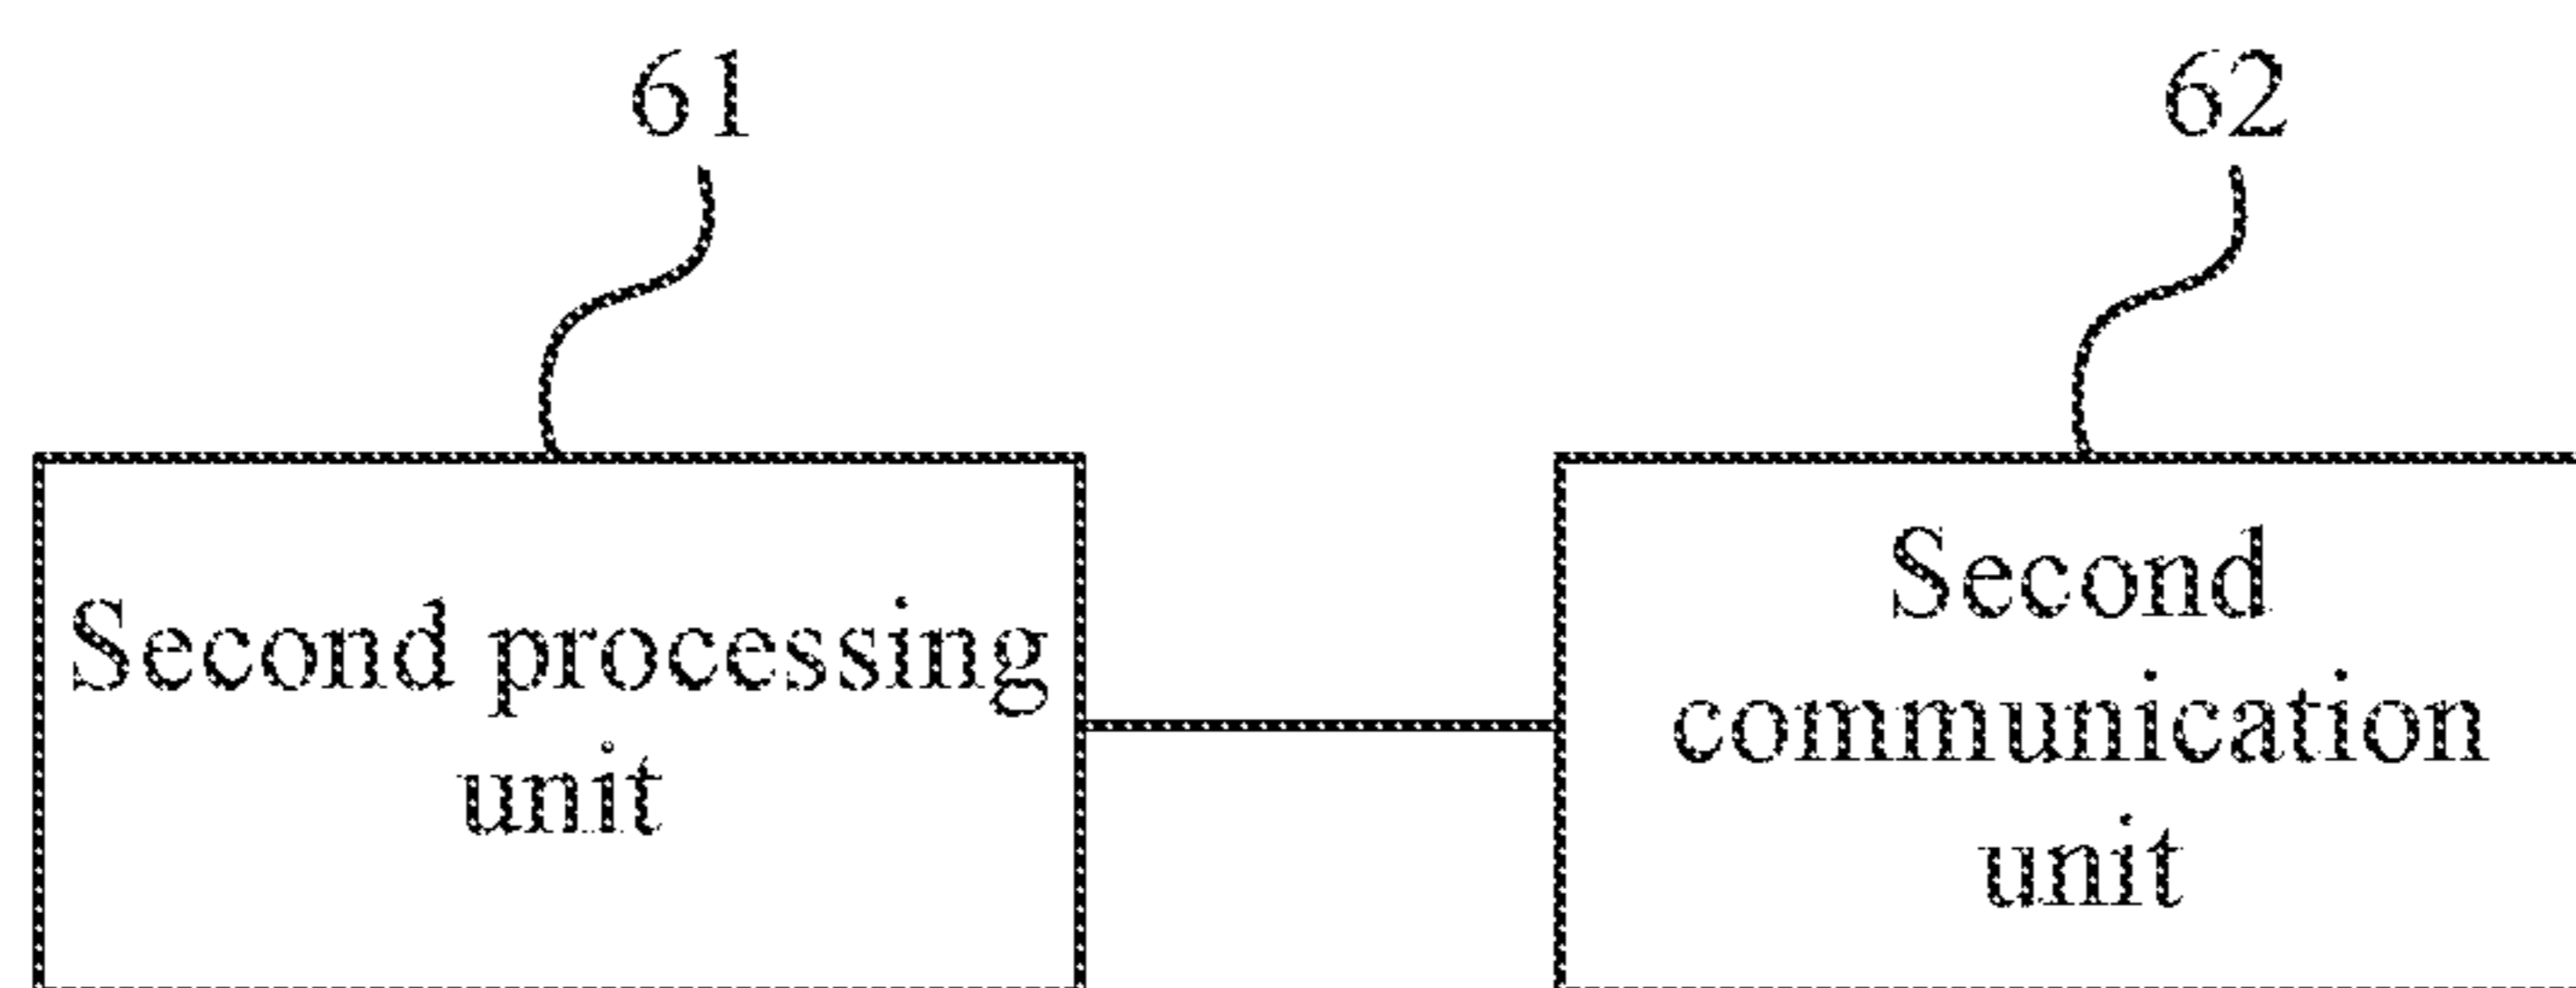 61
62
Second processing
unit
Second
communication
unit